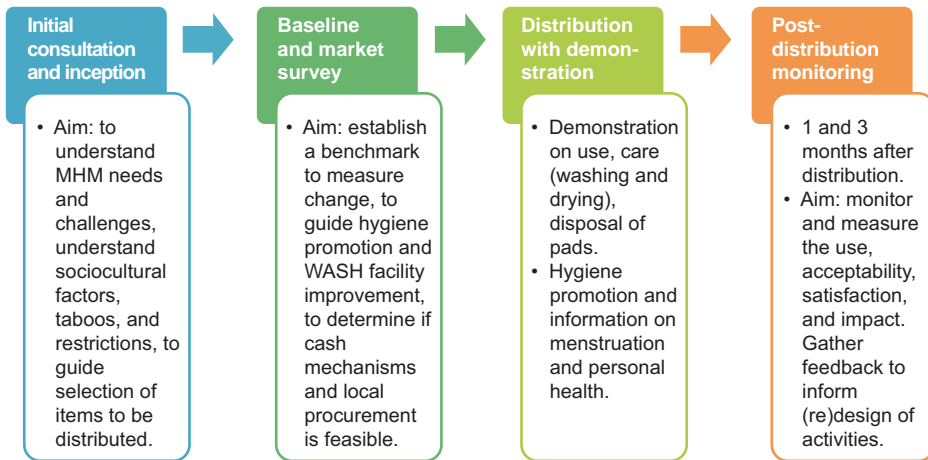 Initial
consultation
and inception
• Aim: to
understand
MHM needs
and
challenges,
understand
sociocultural
factors,
taboos, and
restrictions, to
guide
selection of
items to be
distributed.
Baseline
and market
survey
• Aim: establish
a benchmark
to measure
change, to
guide hygiene
promotion and
WASH facility
improvement,
to determine if
cash
mechanisms
and local
procurement
is feasible.
Distribution
with demon-
stration
• Demonstration
on use, care
(washing and
drying),
disposal of
pads.
• Hygiene
promotion and
information on
menstruation
and personal
health.
Post-
distribution
monitoring
• 1 and 3
months after
distribution.
• Aim: monitor
and measure
the use,
acceptability,
satisfaction,
and impact.
Gather
feedback to
inform
(re)design of
activities.